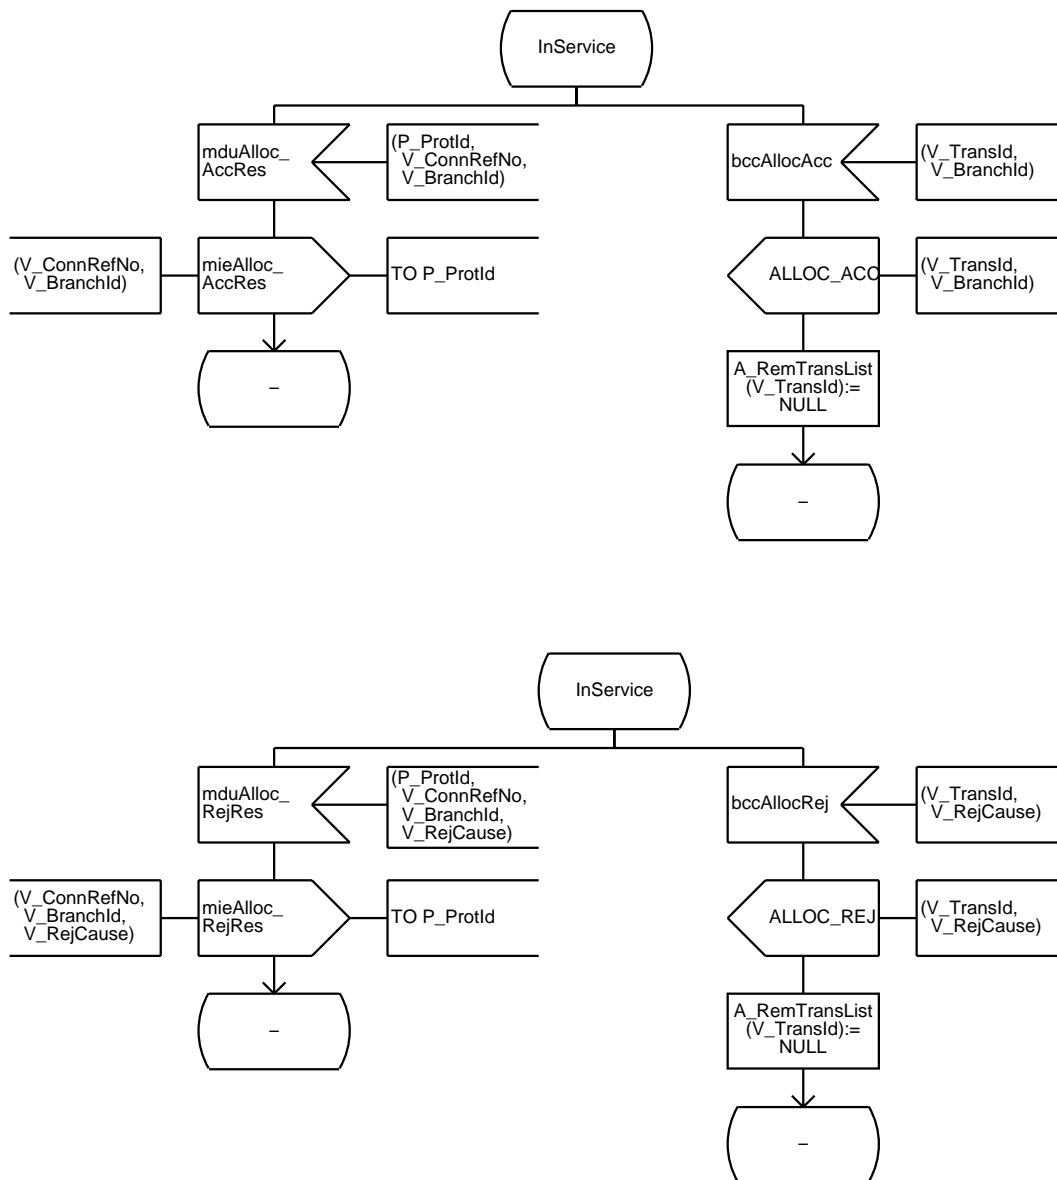 InService
mduAlloc_
AccRes
(P_ProtId,
V_ConnRefNo,
V_BranchId)
bccAllocAcc
(V_TransId,
V_BranchId)
(V_ConnRefNo,
V_BranchId)
mieAlloc_
AccRes
TO P_ProtId
ALLOC_ACC
(V_TransId,
V_BranchId)
–
A_RemTransList
(V_TransId):=
NULL
–
InService
mduAlloc_
RejRes
(P_ProtId,
V_ConnRefNo,
V_BranchId,
V_RejCause)
bccAllocRej
(V_TransId,
V_RejCause)
(V_ConnRefNo,
V_BranchId,
V_RejCause)
mieAlloc_
RejRes
TO P_ProtId
ALLOC_REJ
(V_TransId,
V_RejCause)
–
A_RemTransList
(V_TransId):=
NULL
–